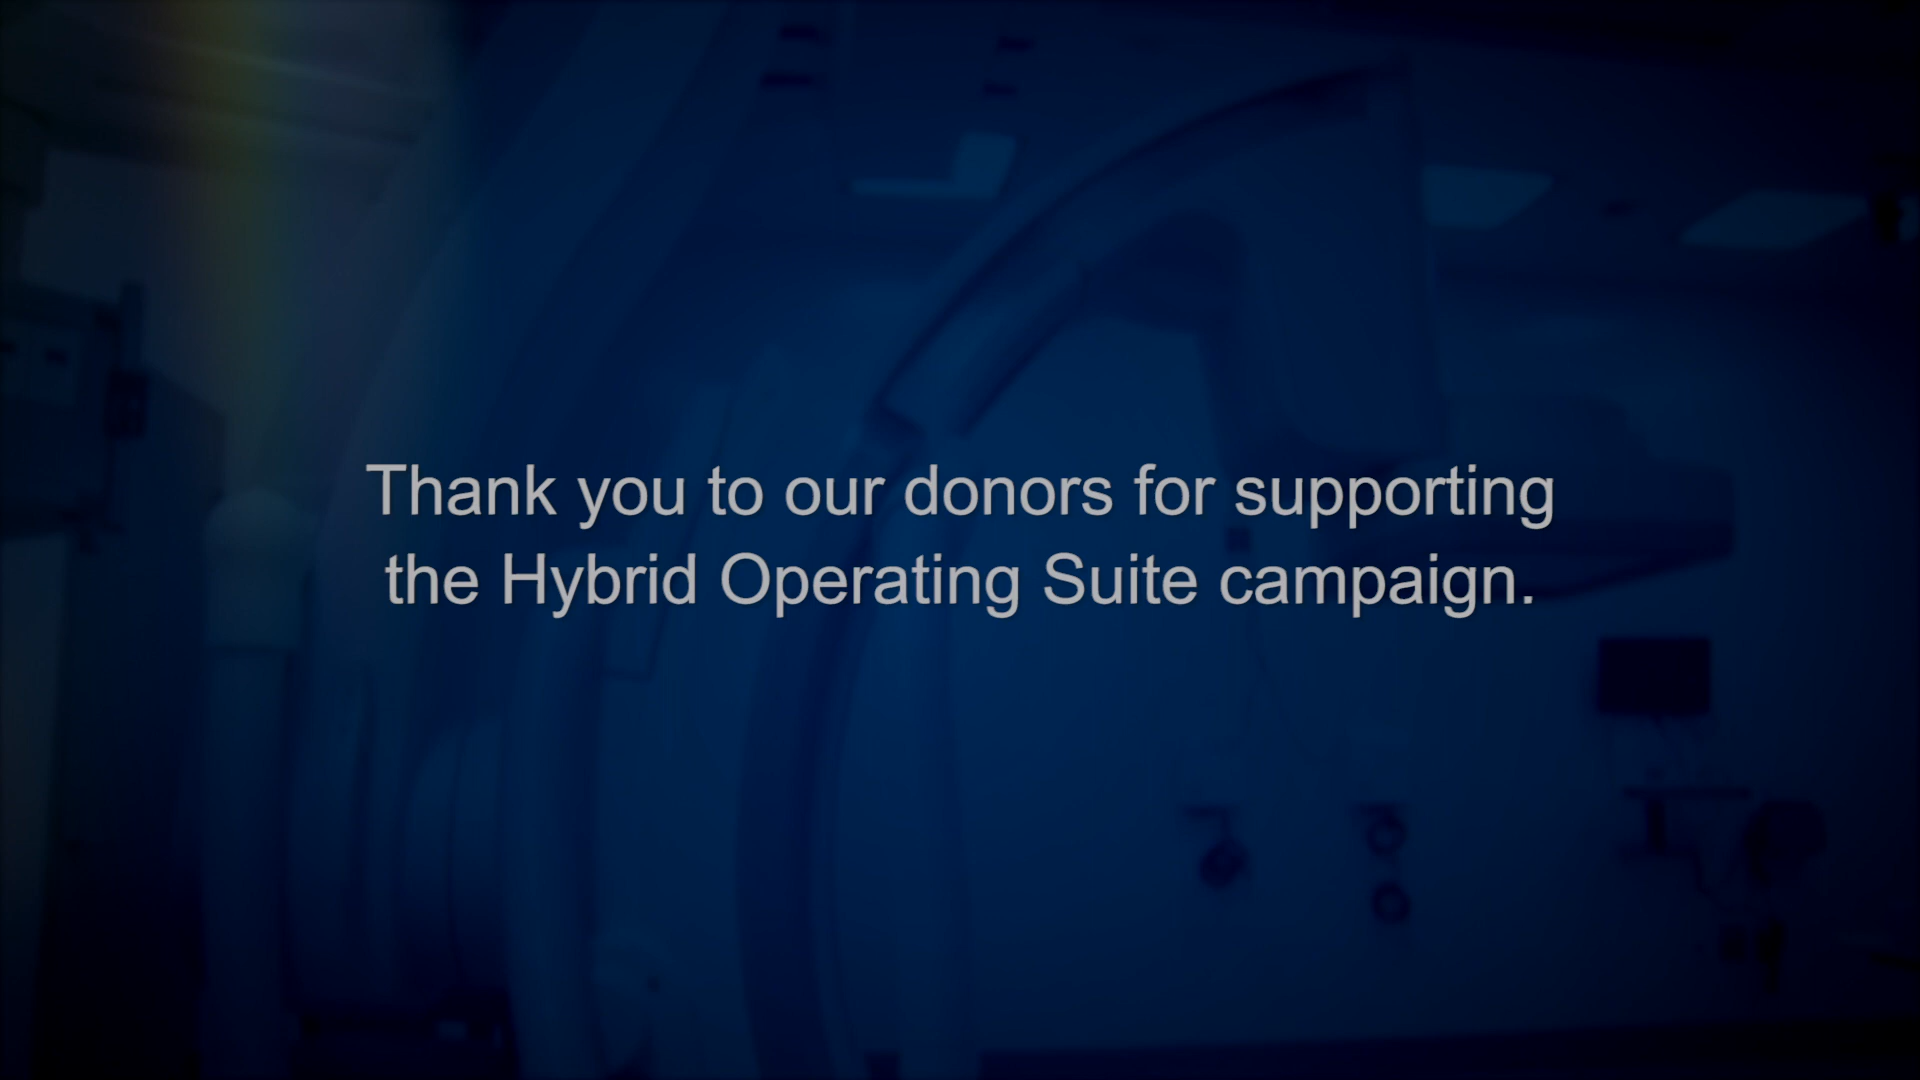 Thank you to our donors for supporting
the Hybrid Operating Suite campaign.